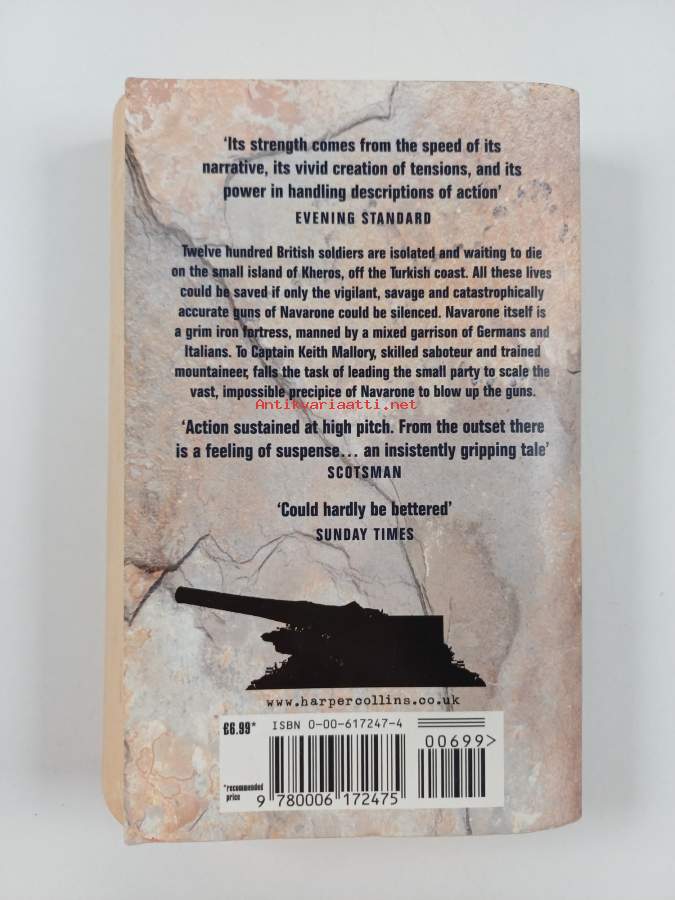 ‘Its strength comes from the speed of its
narrative, its vivid creation of tensions, and its
power in handling descriptions of action’
EVENING STANDARD
Twelve hundred British soldiers are isolated and waiting to die
on the small island of Kheros, off the Turkish coast. All these lives
could be saved if only the vigilant, savage and catastrophically
accurate guns of Navarone could be silenced. Navarone itself is
a grim iron fortress, manned by a mixed garrison of Germans and
Italians. To Captain Keith Mallory, skilled saboteur and trained
mountaineer, falls the task of leading the small party to scale the
vast, impossible precipice of Navarone to blow up the guns.
Antikvariaatti.net
‘Action sustained at high pitch. From the outset there
is a feeling of suspense... an insistently gripping tale’
SCOTSMAN
‘Could hardly be bettered’
SUNDAY TIMES
www.harpercollins.co.uk
£6.99*
ISBN 0-00-617247-4
00699>
*recommended
price
9 780006 172475